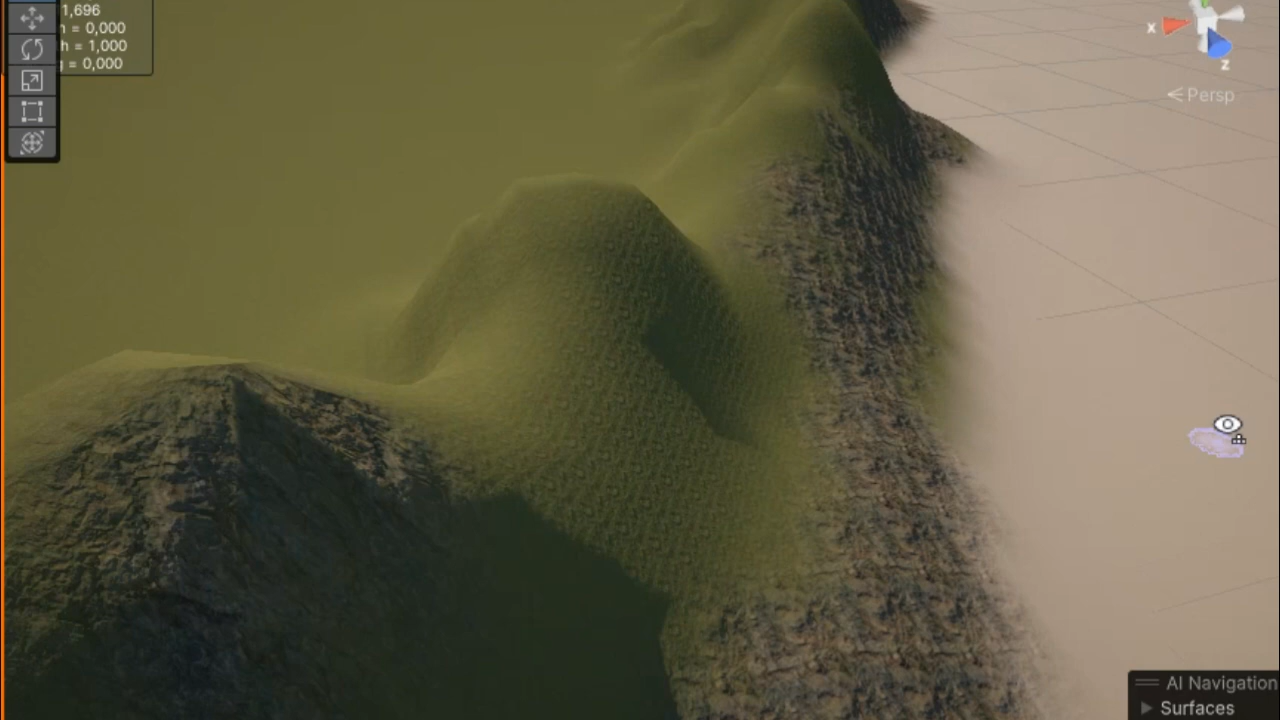 1,696
= 0,000
h = 1,000
= 0,000
x
z
Persp
AI Navigation
Surfaces